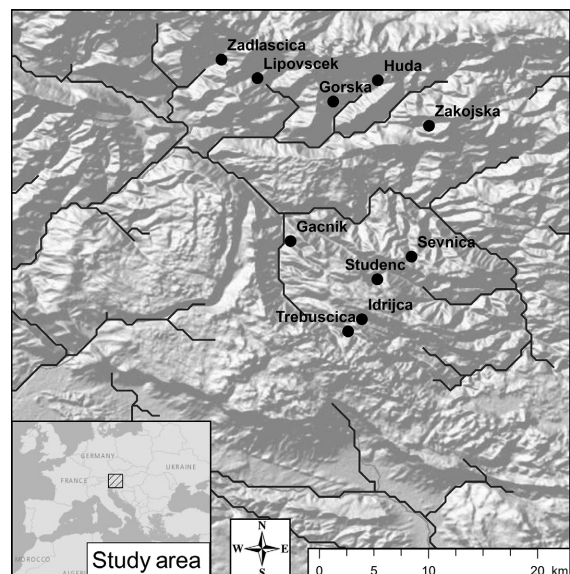 Zadlascica
Lipovscek
Huda
Gorska
Zakojska
Gacnik
Sevnica
Studenc
Idrijca
Trebuscica
GERMANY
UKRAINE
FRANCE
MOROCCO
ALGERI
Study area
N
W E
S
0 5 10 20 km